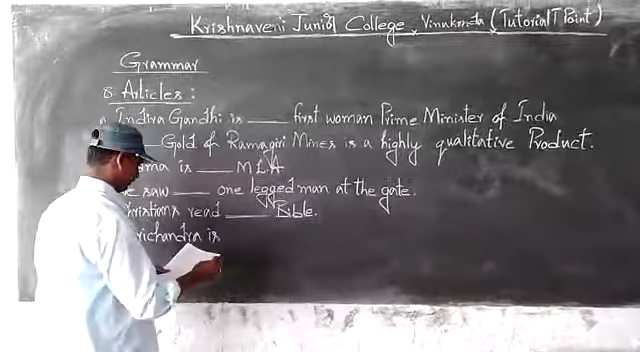 Krishnaveni Junior College, Vinukonda (Tutorial T Point)
Grammar
8. Articles :
a. Indira Gandhi is ____ first woman Prime Minister of India
____ Gold of Ramagiri Mines is a highly qualitative Product.
is ____ M.L.A
saw ____ one legged man at the gate.
read ____ Bible.
is